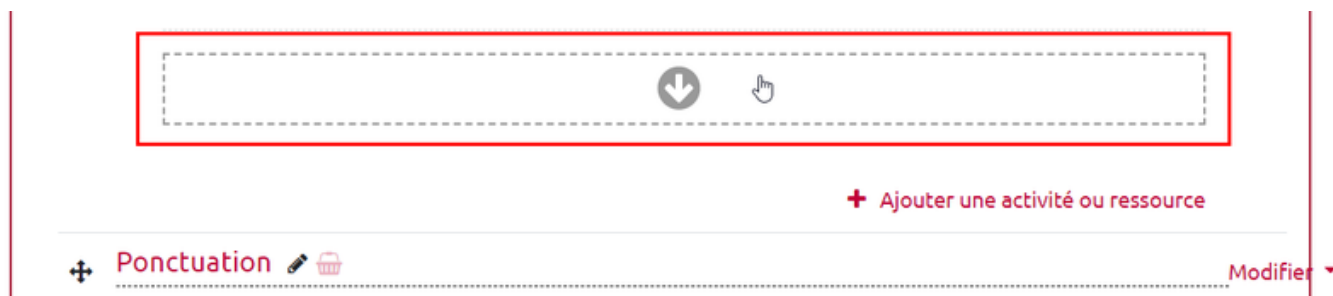 + Ajouter une activité ou ressource
Ponctuation
Modifier